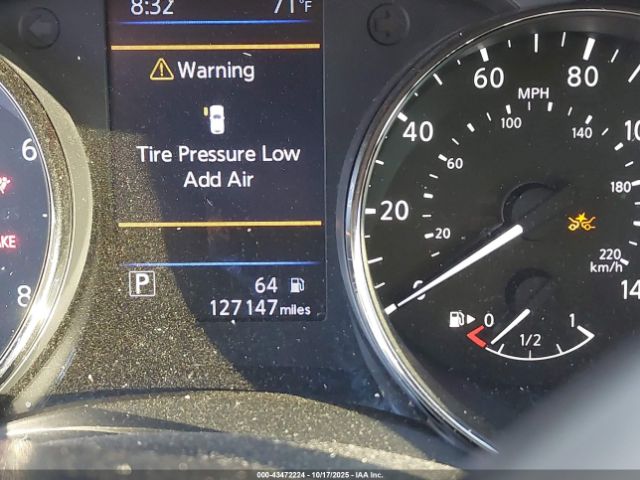 8:32 71°F
Warning
Tire Pressure Low
Add Air
P 64
127147 miles
6
8
0
20
40
60
80
MPH
20
60
100
140
180
220
km/h
0 1/2 1
000-43472224 - 10/17/2025 - IAA Inc.